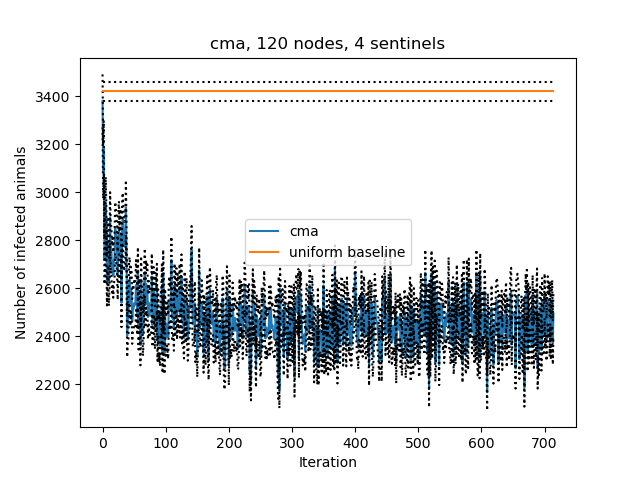 cma, 120 nodes, 4 sentinels
Number of infected animals
3400
3200
3000
2800
2600
2400
2200
cma
uniform baseline
0 100 200 300 400 500 600 700
Iteration